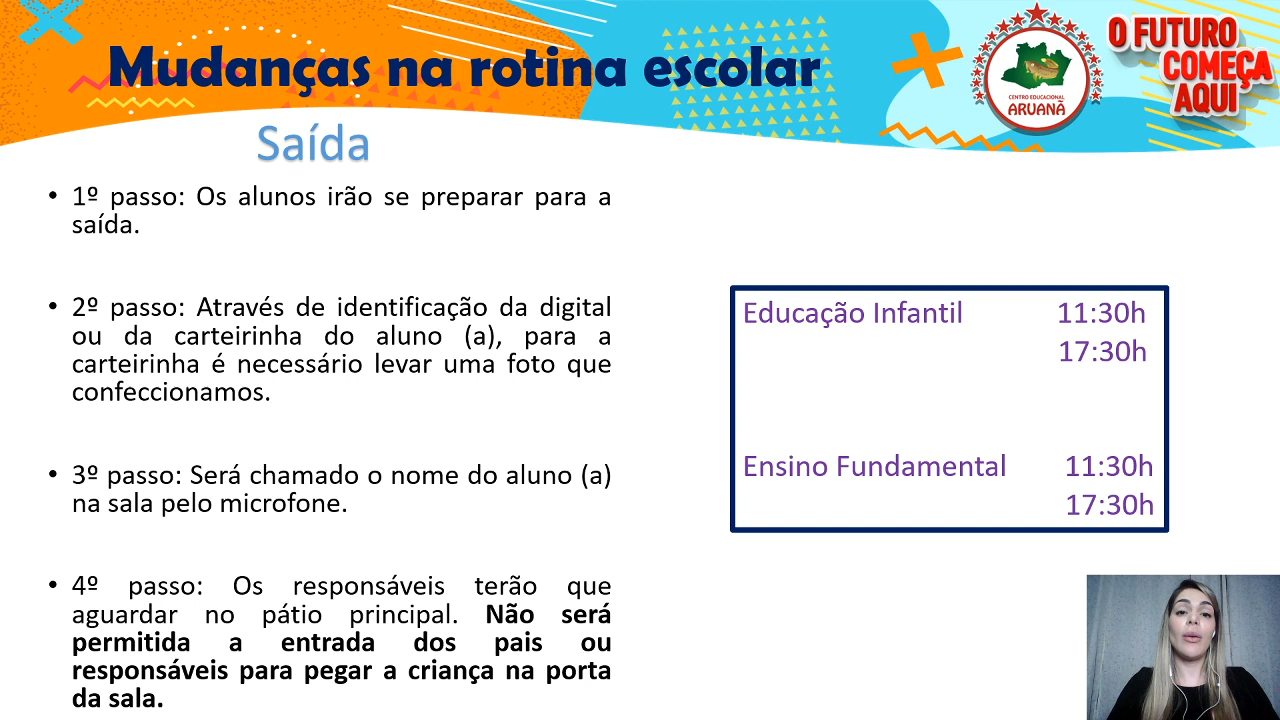 Mudanças na rotina escolar
CENTRO EDUCACIONAL
ARUANÃ
O FUTURO
COMEÇA
AQUI
Saída
• 1º passo: Os alunos irão se preparar para a
saída.
• 2º passo: Através de identificação da digital
ou da carteirinha do aluno (a), para a
carteirinha é necessário levar uma foto que
confeccionamos.
• 3º passo: Será chamado o nome do aluno (a)
na sala pelo microfone.
• 4º passo: Os responsáveis terão que
aguardar no pátio principal. Não será
permitida a entrada dos pais ou
responsáveis para pegar a criança na porta
da sala.
Educação Infantil 11:30h
17:30h
Ensino Fundamental 11:30h
17:30h